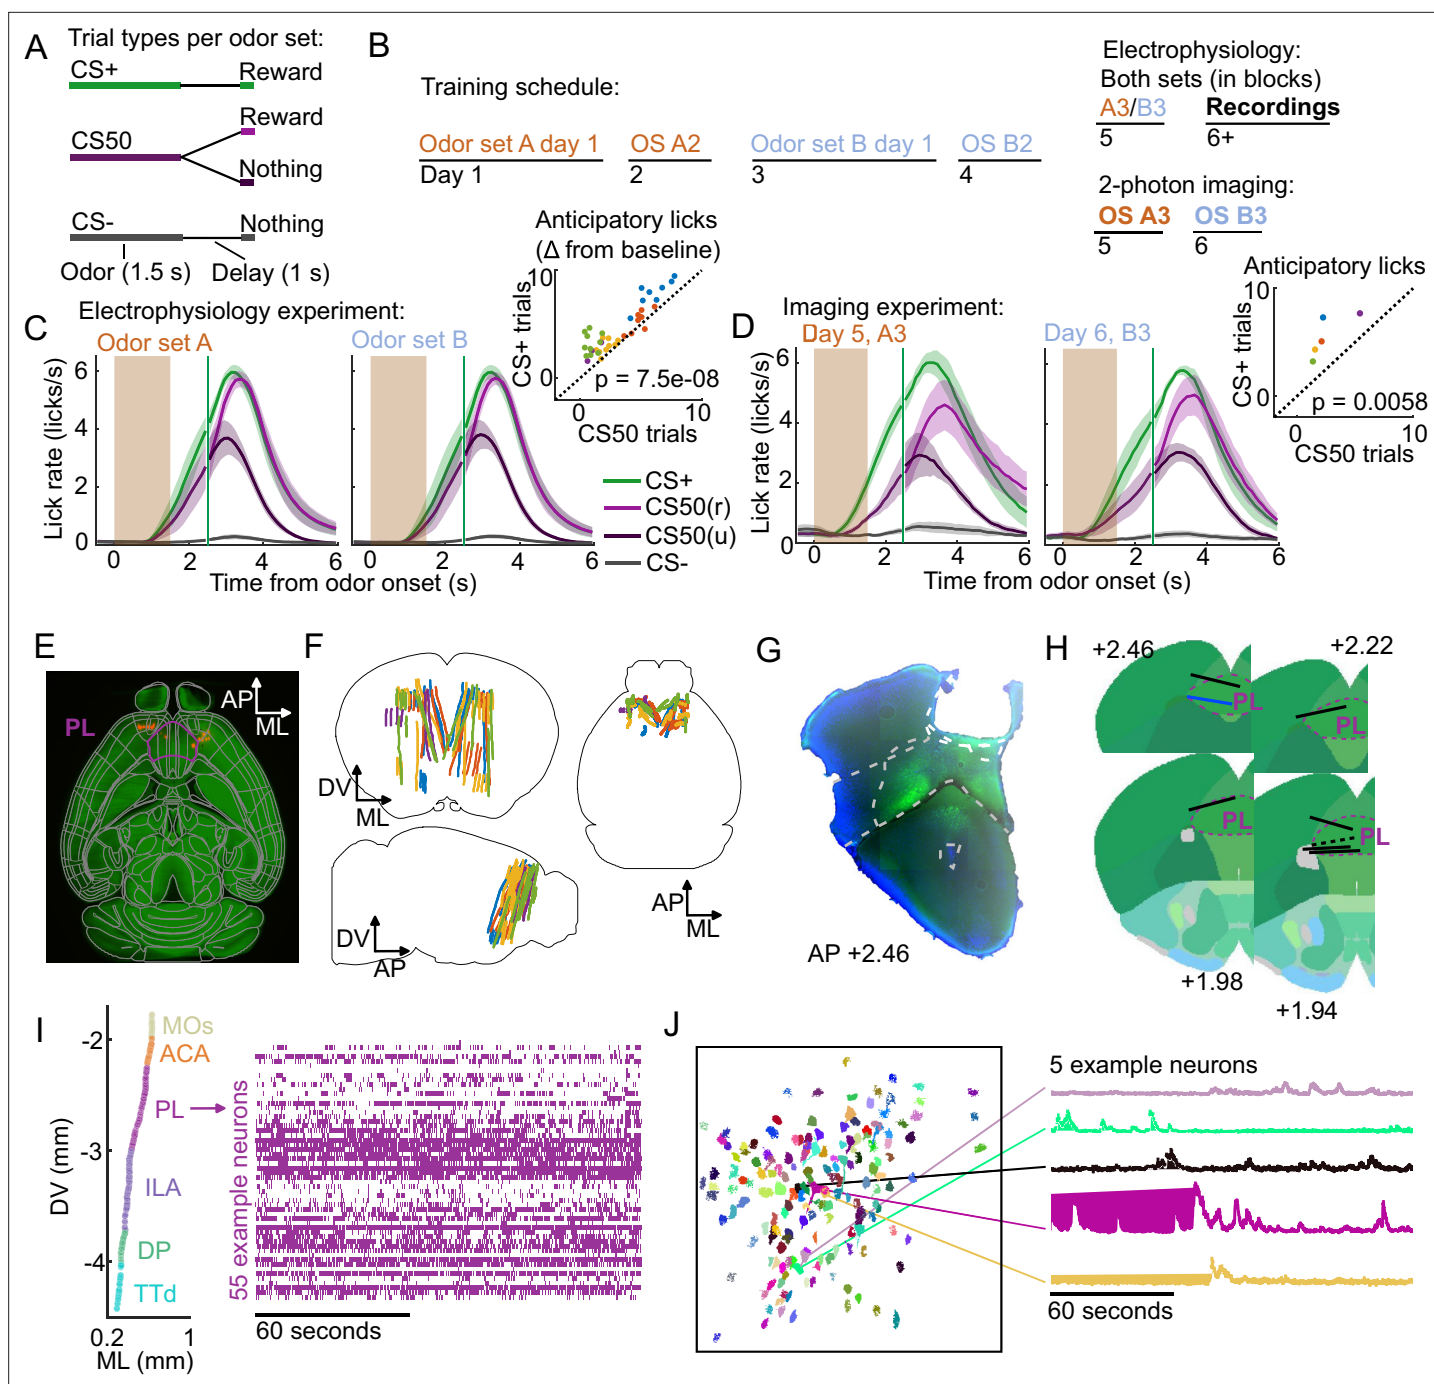 A
Trial types per odor set:
CS+
Reward
CS50
Reward
Nothing
CS-
Nothing
Odor (1.5 s)
Delay (1 s)
B
Training schedule:
Odor set A day 1
OS A2
Odor set B day 1
OS B2
Day 1
2
3
4
Electrophysiology:
Both sets (in blocks)
A3/B3
Recordings
5
6+
2-photon imaging:
OS A3
OS B3
5
6
C
Electrophysiology experiment:
Odor set A
Odor set B
Lick rate (licks/s)
6
4
2
0
0
2
4
6
0
2
4
6
Time from odor onset (s)
Anticipatory licks
(Δ from baseline)
CS+ trials
10
0
p = 7.5e-08
0
10
CS50 trials
CS+
CS50(r)
CS50(u)
CS-
D
Imaging experiment:
Day 5, A3
Day 6, B3
Lick rate (licks/s)
6
4
2
0
0
2
4
6
0
2
4
6
Time from odor onset (s)
Anticipatory licks
CS+ trials
10
0
p = 0.0058
0
10
CS50 trials
E
PL
AP
ML
F
DV
ML
DV
AP
AP
ML
G
AP +2.46
H
+2.46
PL
+2.22
PL
PL
+1.98
PL
+1.94
I
DV (mm)
-2
-3
-4
MOs
ACA
PL
ILA
DP
TTd
0.2
1
ML (mm)
55 example neurons
60 seconds
J
5 example neurons
60 seconds